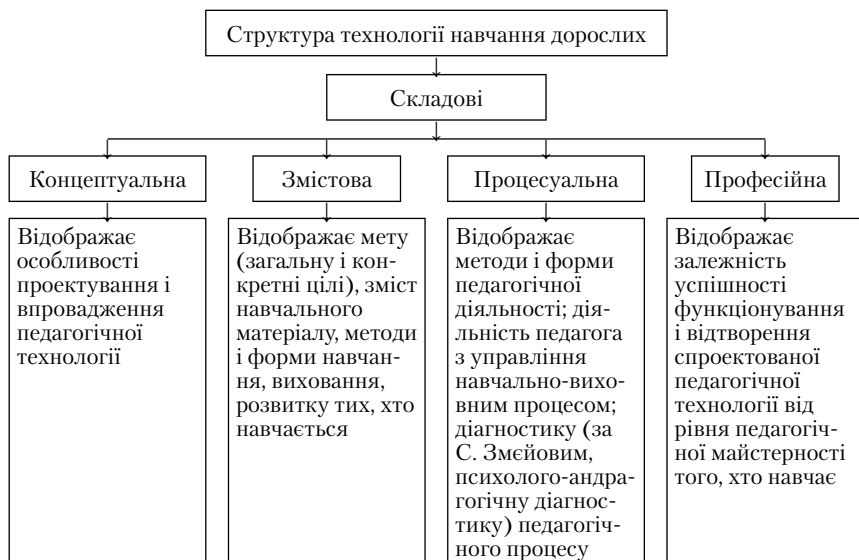 Структура технології навчання дорослих
Складові
Концептуальна
Змістова
Процесуальна
Професійна
Відображає
особливості
проектування і
впровадження
педагогічної
технології
Відображає мету
(загальну і кон-
кретні цілі), зміст
навчального
матеріалу, методи
і форми навчан-
ня, виховання,
розвитку тих, хто
навчається
Відображає
методи і форми
педагогічної
діяльності; дія-
льність педагога
з управління
навчально-вихо-
вним процесом;
діагностику (за
С. Змєйовим,
психолого-андра-
гогічну діагнос-
тику) педагогіч-
ного процесу
Відображає
залежність
успішності
функціонування
і відтворення
спроектованої
педагогічної
технології від
рівня педагогіч-
ної майстерності
того, хто навчає